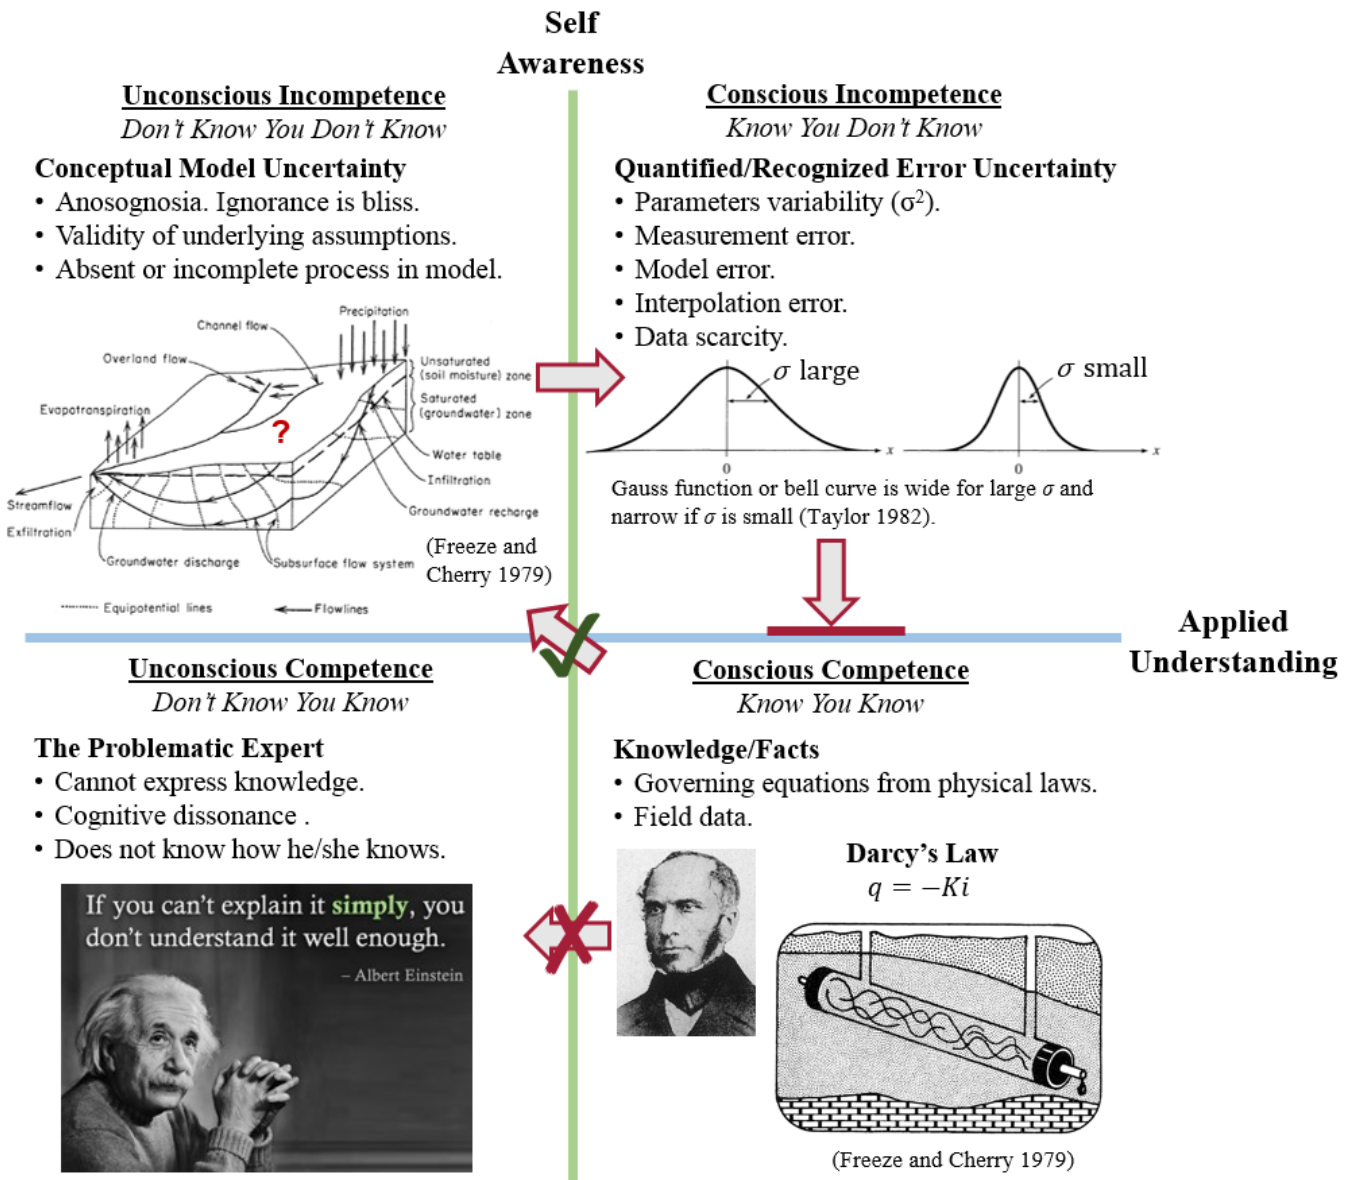 Self
Awareness
Unconscious Incompetence
Don't Know You Don't Know
Conceptual Model Uncertainty
• Anosognosia. Ignorance is bliss.
• Validity of underlying assumptions.
• Absent or incomplete process in model.
Precipitation
Channel flow
Overland flow
Unsaturated
(soil moisture) zone
Saturated
(groundwater) zone
Evapotranspiration
?
Water table
Infiltration
Streamflow
Groundwater recharge
Exfiltration
Groundwater discharge
Subsurface flow system
(Freeze and
Cherry 1979)
Equipotential lines
Flowlines
Conscious Incompetence
Know You Don't Know
Quantified/Recognized Error Uncertainty
• Parameters variability (σ²).
• Measurement error.
• Model error.
• Interpolation error.
• Data scarcity.
σ large
σ small
x
x
0
0
Gauss function or bell curve is wide for large σ and
narrow if σ is small (Taylor 1982).
Applied
Understanding
Unconscious Competence
Don't Know You Know
The Problematic Expert
• Cannot express knowledge.
• Cognitive dissonance .
• Does not know how he/she knows.
If you can't explain it simply, you
don't understand it well enough.
– Albert Einstein
Conscious Competence
Know You Know
Knowledge/Facts
• Governing equations from physical laws.
• Field data.
Darcy's Law
q = −Ki
(Freeze and Cherry 1979)